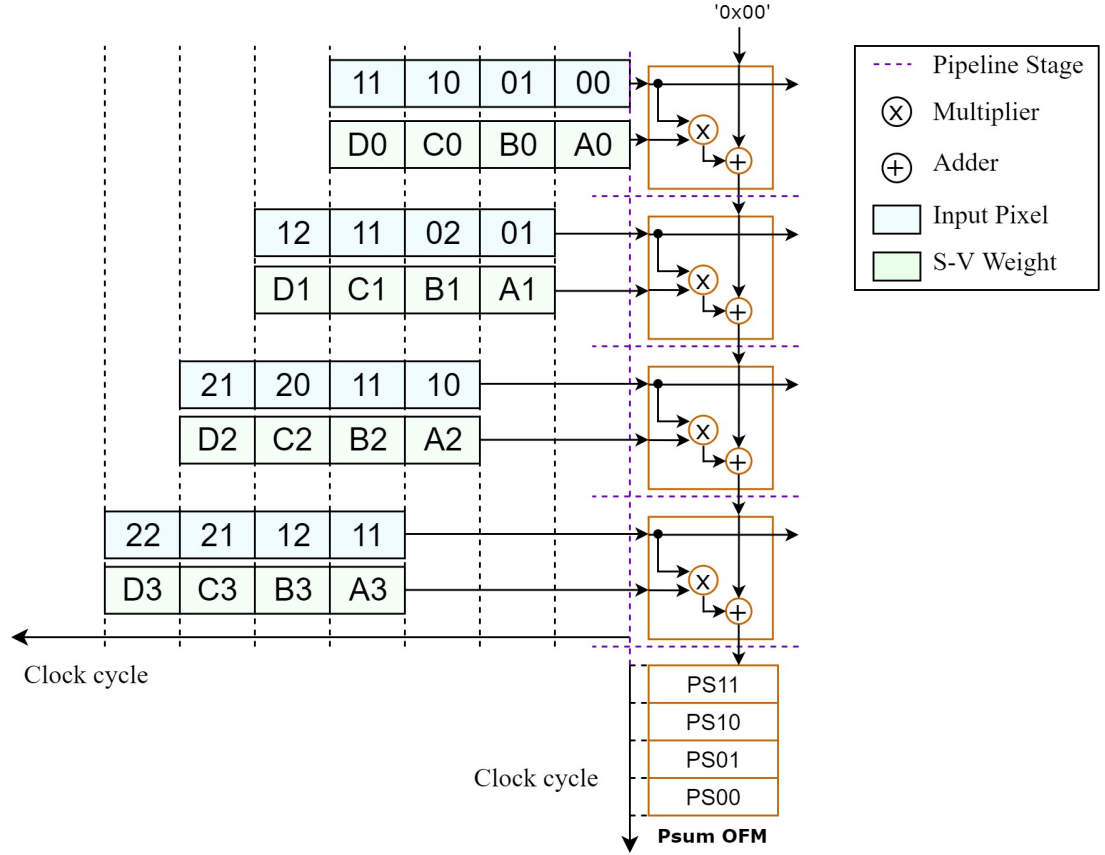 '0x00'
11 10 01 00
D0 C0 B0 A0
X
+
12 11 02 01
D1 C1 B1 A1
X
+
21 20 11 10
D2 C2 B2 A2
X
+
22 21 12 11
D3 C3 B3 A3
X
+
Clock cycle
PS11
PS10
PS01
PS00
Clock cycle
Psum OFM
Pipeline Stage
X Multiplier
+ Adder
Input Pixel
S-V Weight